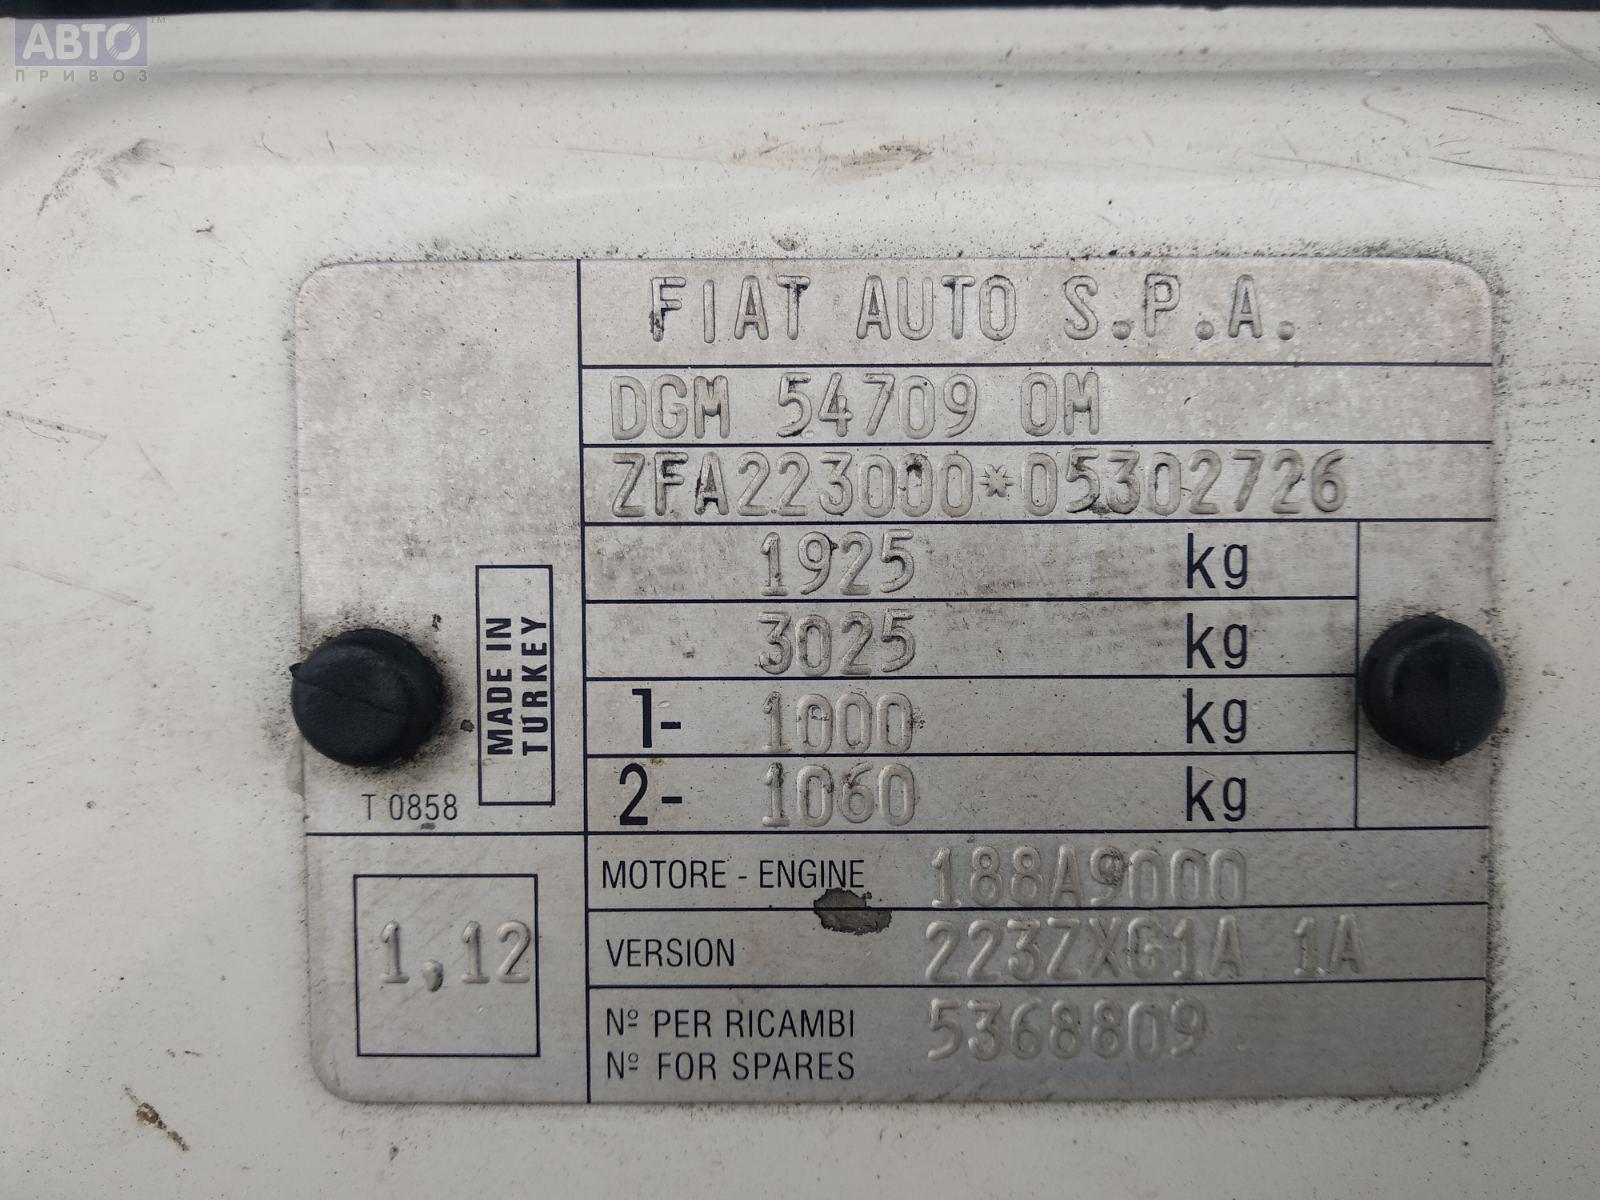 АВТО™
ПРИВОЗ
FIAT AUTO S.P.A.
DGM 54709 OM
ZFA223000*05302726
1925 kg
3025 kg
1- 1000 kg
2- 1060 kg
MADE IN
TURKEY
T 0858
1,12
MOTORE - ENGINE 188A9000
VERSION 223ZXG1A 1A
Nº PER RICAMBI 5368809
Nº FOR SPARES